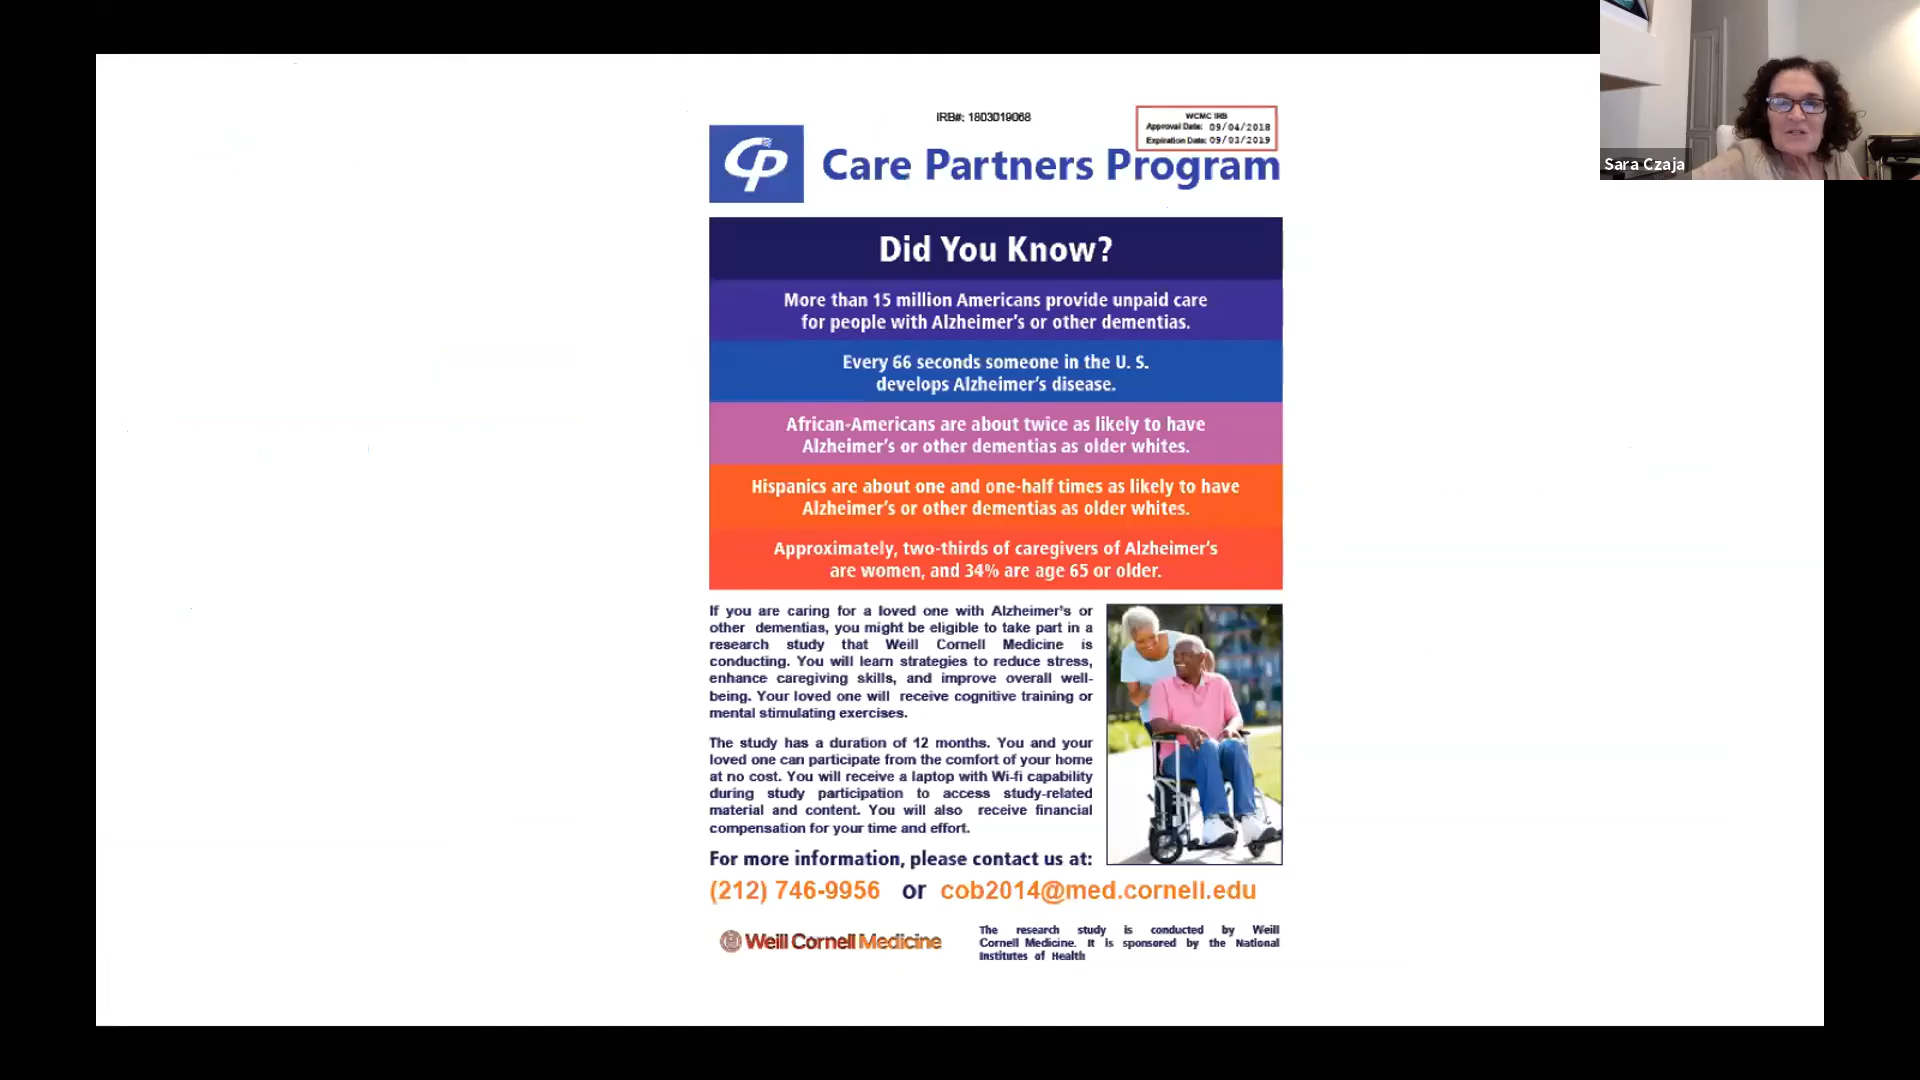 IRB#: 1803019068
WCMC IRB
Approval Date: 09/04/2018
Expiration Date: 09/03/2019
CP
Care Partners Program
Sara Czaja
Did You Know?
More than 15 million Americans provide unpaid care
for people with Alzheimer's or other dementias.
Every 66 seconds someone in the U. S.
develops Alzheimer's disease.
African-Americans are about twice as likely to have
Alzheimer's or other dementias as older whites.
Hispanics are about one and one-half times as likely to have
Alzheimer's or other dementias as older whites.
Approximately, two-thirds of caregivers of Alzheimer's
are women, and 34% are age 65 or older.
If you are caring for a loved one with Alzheimer's or
other dementias, you might be eligible to take part in a
research study that Weill Cornell Medicine is
conducting. You will learn strategies to reduce stress,
enhance caregiving skills, and improve overall well-
being. Your loved one will receive cognitive training or
mental stimulating exercises.
The study has a duration of 12 months. You and your
loved one can participate from the comfort of your home
at no cost. You will receive a laptop with Wi-fi capability
during study participation to access study-related
material and content. You will also receive financial
compensation for your time and effort.
For more information, please contact us at:
(212) 746-9956 or cob2014@med.cornell.edu
Weill Cornell Medicine
The research study is conducted by Weill
Cornell Medicine. It is sponsored by the National
Institutes of Health